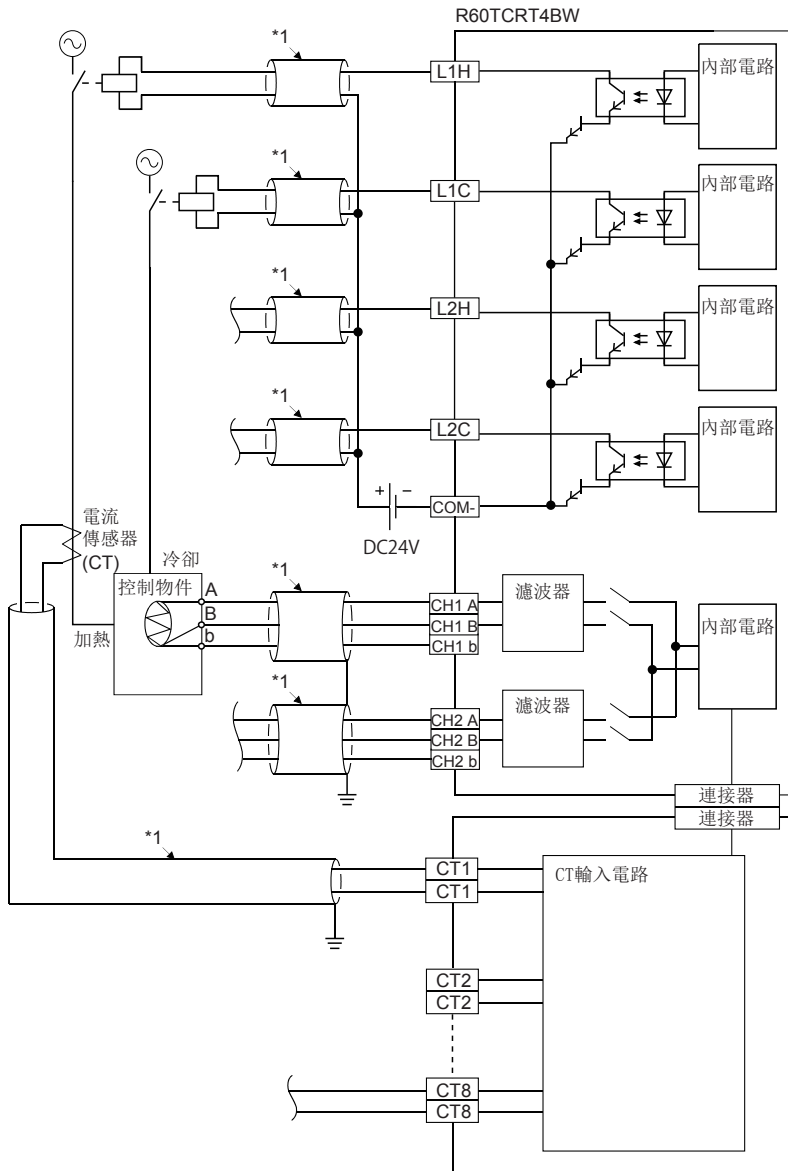 R60TCRT4BW
*1
L1H
內部電路
*1
L1C
內部電路
*1
L2H
內部電路
*1
L2C
內部電路
+ −
COM-
DC24V
電流
傳感器
(CT)
冷卻
控制物件
加熱
A
B
b
*1
CH1 A
CH1 B
CH1 b
濾波器
內部電路
*1
CH2 A
CH2 B
CH2 b
濾波器
連接器
連接器
*1
CT1
CT1
CT輸入電路
CT2
CT2
CT8
CT8